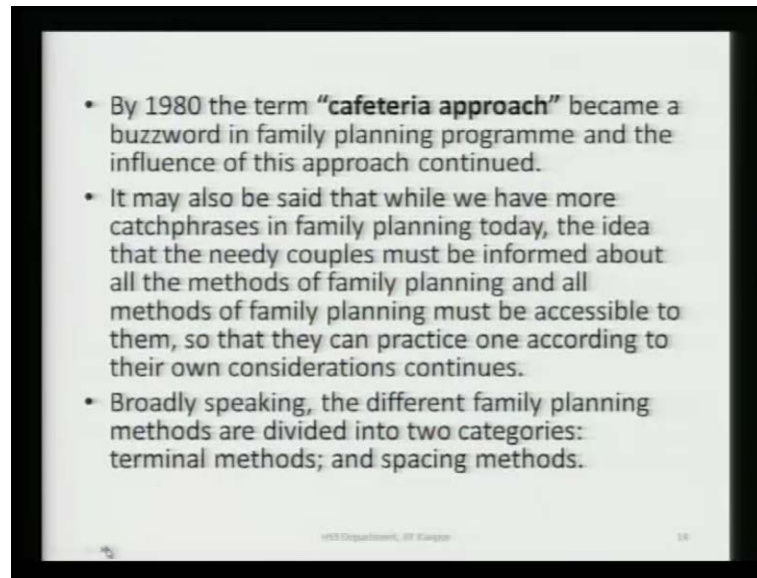 • By 1980 the term “cafeteria approach” became a
buzzword in family planning programme and the
influence of this approach continued.
• It may also be said that while we have more
catchphrases in family planning today, the idea
that the needy couples must be informed about
all the methods of family planning and all
methods of family planning must be accessible to
them, so that they can practice one according to
their own considerations continues.
• Broadly speaking, the different family planning
methods are divided into two categories:
terminal methods; and spacing methods.
HSS Department, IIT Kanpur